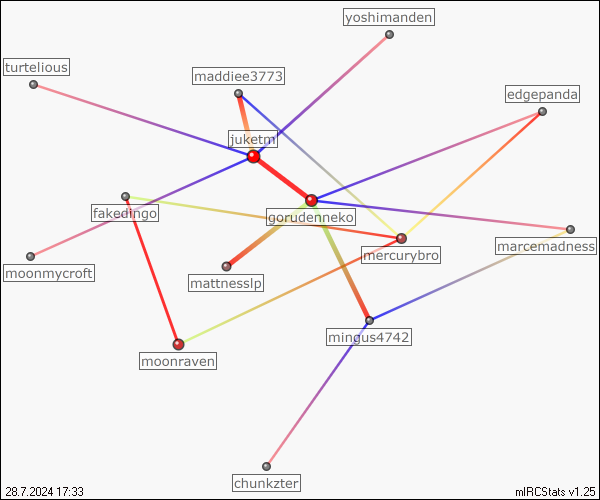 yoshimanden
turtelious
maddiee3773
edgepanda
juketm
fakedingo
gorudenneko
marcemadness
mercurybro
moonmycroft
mattnesslp
mingus4742
moonraven
chunkzter
28.7.2024 17:33
mIRCStats v1.25